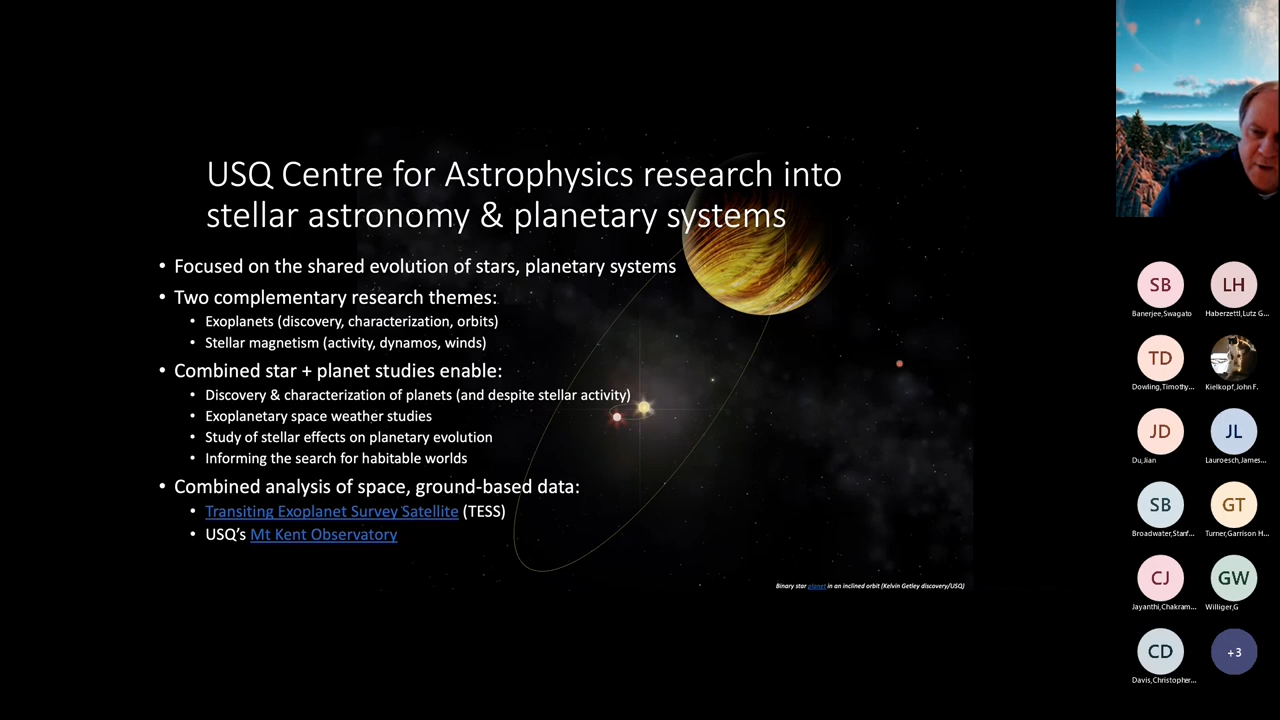 USQ Centre for Astrophysics research into
stellar astronomy & planetary systems
• Focused on the shared evolution of stars, planetary systems
• Two complementary research themes:
• Exoplanets (discovery, characterization, orbits)
• Stellar magnetism (activity, dynamos, winds)
• Combined star + planet studies enable:
• Discovery & characterization of planets (and despite stellar activity)
• Exoplanetary space weather studies
• Study of stellar effects on planetary evolution
• Informing the search for habitable worlds
• Combined analysis of space, ground-based data:
• Transiting Exoplanet Survey Satellite (TESS)
• USQ's Mt Kent Observatory
Binary star planet in an inclined orbit (Kelvin Getley discovery/USQ)
SB
Banerjee,Swagato
LH
Haberzettl,Lutz G...
TD
Dowling,Timothy...
Kielkopf,John F.
JD
Du,Jian
JL
Lauroesch,James...
SB
Broadwater,Stanf...
GT
Turner,Garrison H...
CJ
Jayanthi,Chakram...
GW
Williger,G
CD
Davis,Christopher...
+3